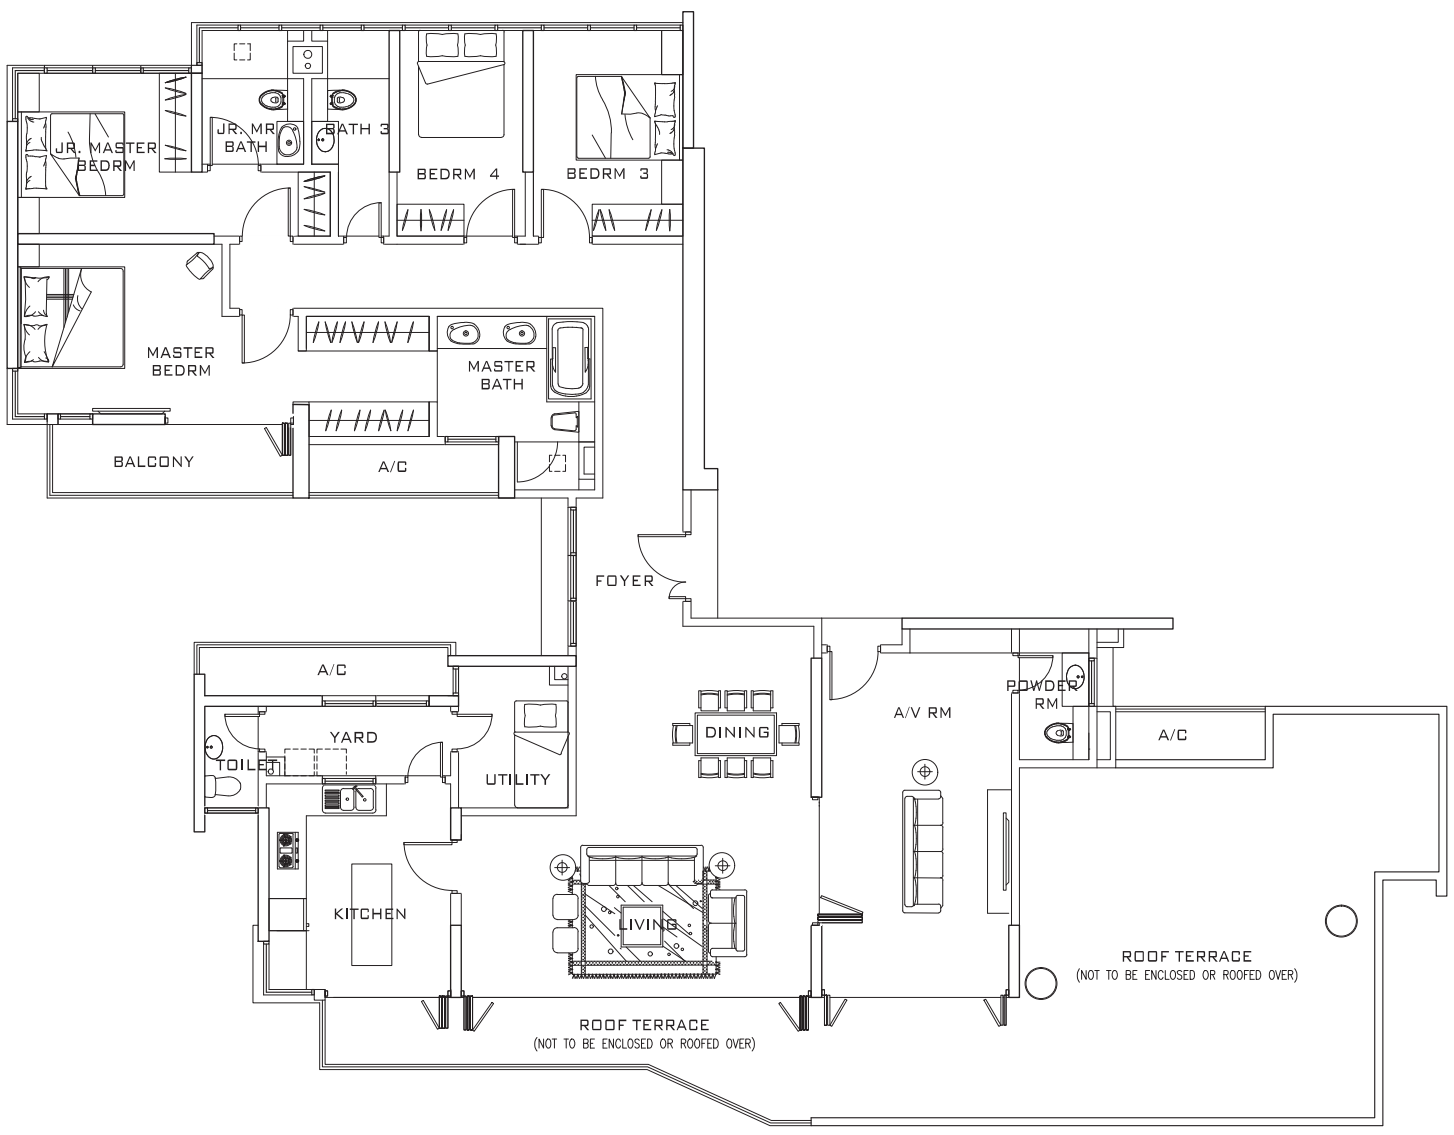 JR. MR
BATH
BATH 3
JR. MASTER
BEDRM
BEDRM 4
BEDRM 3
MASTER
BEDRM
MASTER
BATH
BALCONY
A/C
FOYER
A/C
POWDER
RM
A/V RM
DINING
YARD
A/C
TOILET
UTILITY
KITCHEN
LIVING
ROOF TERRACE
(NOT TO BE ENCLOSED OR ROOFED OVER)
ROOF TERRACE
(NOT TO BE ENCLOSED OR ROOFED OVER)